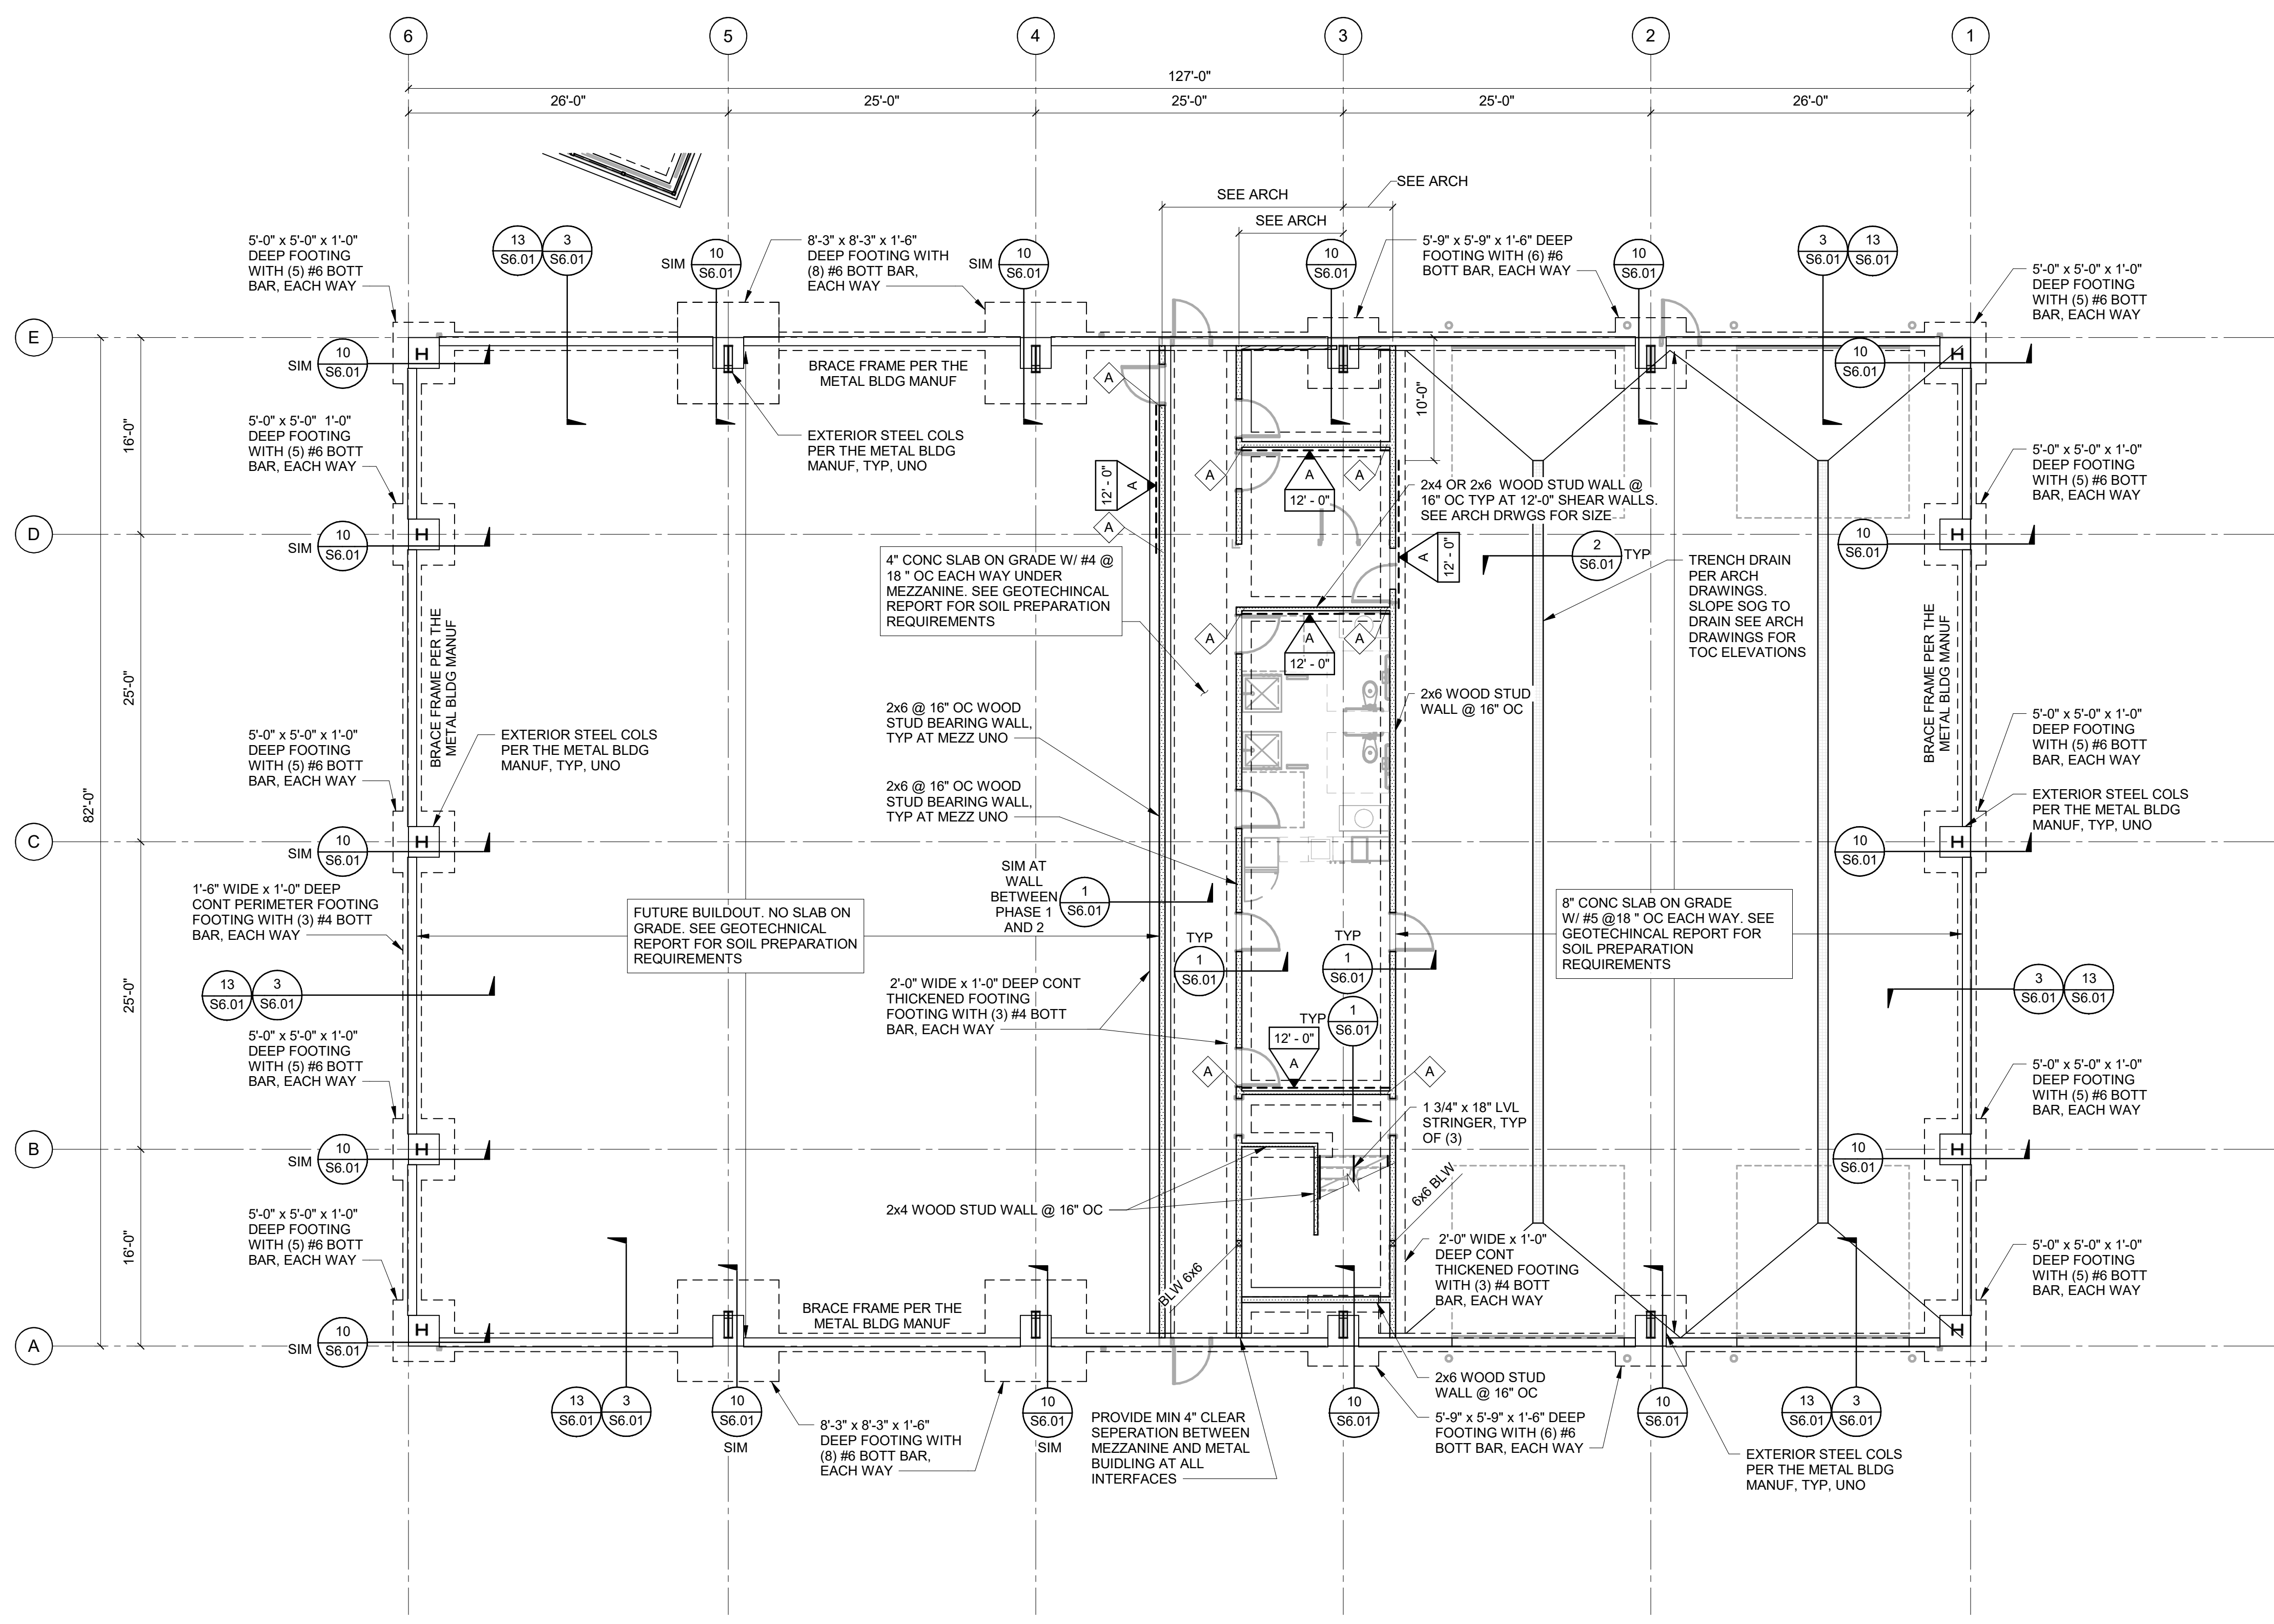 6
5
4
3
2
1
127'-0"
26'-0"
25'-0"
25'-0"
25'-0"
26'-0"
SEE ARCH
SEE ARCH
SEE ARCH
5'-0" x 5'-0" x 1'-0"
DEEP FOOTING
WITH (5) #6 BOTT
BAR, EACH WAY
13
S6.01
3
S6.01
SIM
10
S6.01
8'-3" x 8'-3" x 1'-6"
DEEP FOOTING WITH
(8) #6 BOTT BAR,
EACH WAY
SIM
10
S6.01
10
S6.01
5'-9" x 5'-9" x 1'-6" DEEP
FOOTING WITH (6) #6
BOTT BAR, EACH WAY
10
S6.01
3
S6.01
13
S6.01
5'-0" x 5'-0" x 1'-0"
DEEP FOOTING
WITH (5) #6 BOTT
BAR, EACH WAY
E
SIM
10
S6.01
BRACE FRAME PER THE
METAL BLDG MANUF
A
10
S6.01
10'-0"
16'-0"
5'-0" x 5'-0"  1'-0"
DEEP FOOTING
WITH (5) #6 BOTT
BAR, EACH WAY
EXTERIOR STEEL COLS
PER THE METAL BLDG
MANUF, TYP, UNO
12' - 0"
A
A
A
12' - 0"
A
2x4 OR 2x6  WOOD STUD WALL @
16" OC TYP AT 12'-0" SHEAR WALLS.
SEE ARCH DRWGS FOR SIZE
5'-0" x 5'-0" x 1'-0"
DEEP FOOTING
WITH (5) #6 BOTT
BAR, EACH WAY
D
SIM
10
S6.01
A
A
12' - 0"
2
S6.01
TYP
10
S6.01
4" CONC SLAB ON GRADE W/ #4 @
18 " OC EACH WAY UNDER
MEZZANINE. SEE GEOTECHINCAL
REPORT FOR SOIL PREPARATION
REQUIREMENTS
TRENCH DRAIN
PER ARCH
DRAWINGS.
SLOPE SOG TO
DRAIN SEE ARCH
DRAWINGS FOR
TOC ELEVATIONS
A
A
12' - 0"
A
BRACE FRAME PER THE
METAL BLDG MANUF
BRACE FRAME PER THE
METAL BLDG MANUF
25'-0"
82'-0"
2x6 @ 16" OC WOOD
STUD BEARING WALL,
TYP AT MEZZ UNO
2x6 WOOD STUD
WALL @ 16" OC
5'-0" x 5'-0" x 1'-0"
DEEP FOOTING
WITH (5) #6 BOTT
BAR, EACH WAY
EXTERIOR STEEL COLS
PER THE METAL BLDG
MANUF, TYP, UNO
5'-0" x 5'-0" x 1'-0"
DEEP FOOTING
WITH (5) #6 BOTT
BAR, EACH WAY
2x6 @ 16" OC WOOD
STUD BEARING WALL,
TYP AT MEZZ UNO
EXTERIOR STEEL COLS
PER THE METAL BLDG
MANUF, TYP, UNO
C
SIM
10
S6.01
10
S6.01
1'-6" WIDE x 1'-0" DEEP
CONT PERIMETER FOOTING
FOOTING WITH (3) #4 BOTT
BAR, EACH WAY
FUTURE BUILDOUT. NO SLAB ON
GRADE. SEE GEOTECHNICAL
REPORT FOR SOIL PREPARATION
REQUIREMENTS
SIM AT
WALL
BETWEEN
PHASE 1
AND 2
1
S6.01
8" CONC SLAB ON GRADE
W/ #5 @18 " OC EACH WAY. SEE
GEOTECHINCAL REPORT FOR
SOIL PREPARATION
REQUIREMENTS
TYP
1
S6.01
TYP
1
S6.01
25'-0"
13
S6.01
3
S6.01
2'-0" WIDE x 1'-0" DEEP CONT
THICKENED FOOTING
FOOTING WITH (3) #4 BOTT
BAR, EACH WAY
TYP
1
S6.01
12' - 0"
A
3
S6.01
13
S6.01
5'-0" x 5'-0" x 1'-0"
DEEP FOOTING
WITH (5) #6 BOTT
BAR, EACH WAY
A
A
5'-0" x 5'-0" x 1'-0"
DEEP FOOTING
WITH (5) #6 BOTT
BAR, EACH WAY
1 3/4" x 18" LVL
STRINGER, TYP
OF (3)
B
SIM
10
S6.01
10
S6.01
6x6 BLW
2x4 WOOD STUD WALL @ 16" OC
16'-0"
5'-0" x 5'-0" x 1'-0"
DEEP FOOTING
WITH (5) #6 BOTT
BAR, EACH WAY
BLW 6x6
2'-0" WIDE x 1'-0"
DEEP CONT
THICKENED FOOTING
WITH (3) #4 BOTT
BAR, EACH WAY
5'-0" x 5'-0" x 1'-0"
DEEP FOOTING
WITH (5) #6 BOTT
BAR, EACH WAY
BRACE FRAME PER THE
METAL BLDG MANUF
A
SIM
10
S6.01
13
S6.01
3
S6.01
10
S6.01
SIM
8'-3" x 8'-3" x 1'-6"
DEEP FOOTING WITH
(8) #6 BOTT BAR,
EACH WAY
10
S6.01
SIM
PROVIDE MIN 4" CLEAR
SEPERATION BETWEEN
MEZZANINE AND METAL
BUIDLING AT ALL
INTERFACES
10
S6.01
2x6 WOOD STUD
WALL @ 16" OC
5'-9" x 5'-9" x 1'-6" DEEP
FOOTING WITH (6) #6
BOTT BAR, EACH WAY
10
S6.01
13
S6.01
3
S6.01
EXTERIOR STEEL COLS
PER THE METAL BLDG
MANUF, TYP, UNO